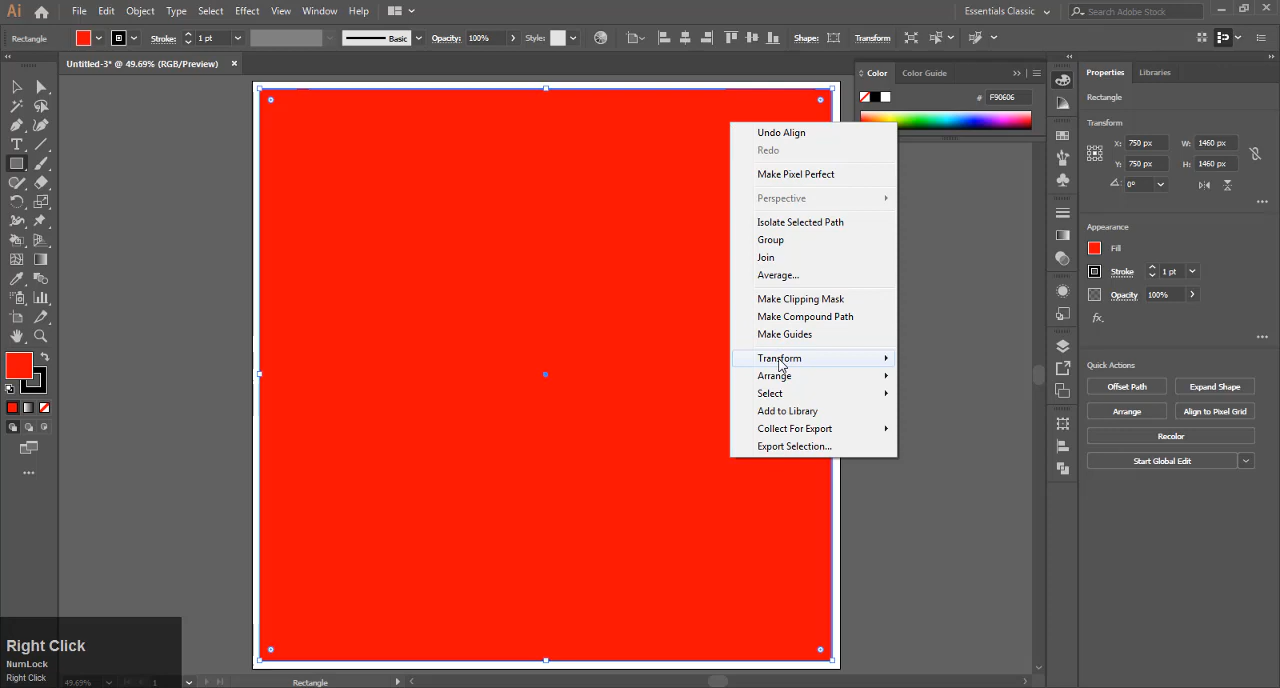 Ai File Edit Object Type Select Effect View Window Help Essentials Classic Search Adobe Stock
Rectangle Stroke: 1 pt Basic Opacity: 100% Style: Shape: Transform
Untitled-3* @ 49.69% (RGB/Preview)
Color Color Guide
# F90606
Properties Libraries
Rectangle
Transform
X: 750 px W: 1460 px
Y: 750 px H: 1460 px
0°
Appearance
Fill
Stroke 1 pt
Opacity 100%
fx.
Quick Actions
Offset Path Expand Shape
Arrange Align to Pixel Grid
Recolor
Start Global Edit
Undo Align
Redo
Make Pixel Perfect
Perspective
Isolate Selected Path
Group
Join
Average...
Make Clipping Mask
Make Compound Path
Make Guides
Transform
Arrange
Select
Add to Library
Collect For Export
Export Selection...
Right Click
NumLock
Right Click
49.69% 1 Rectangle